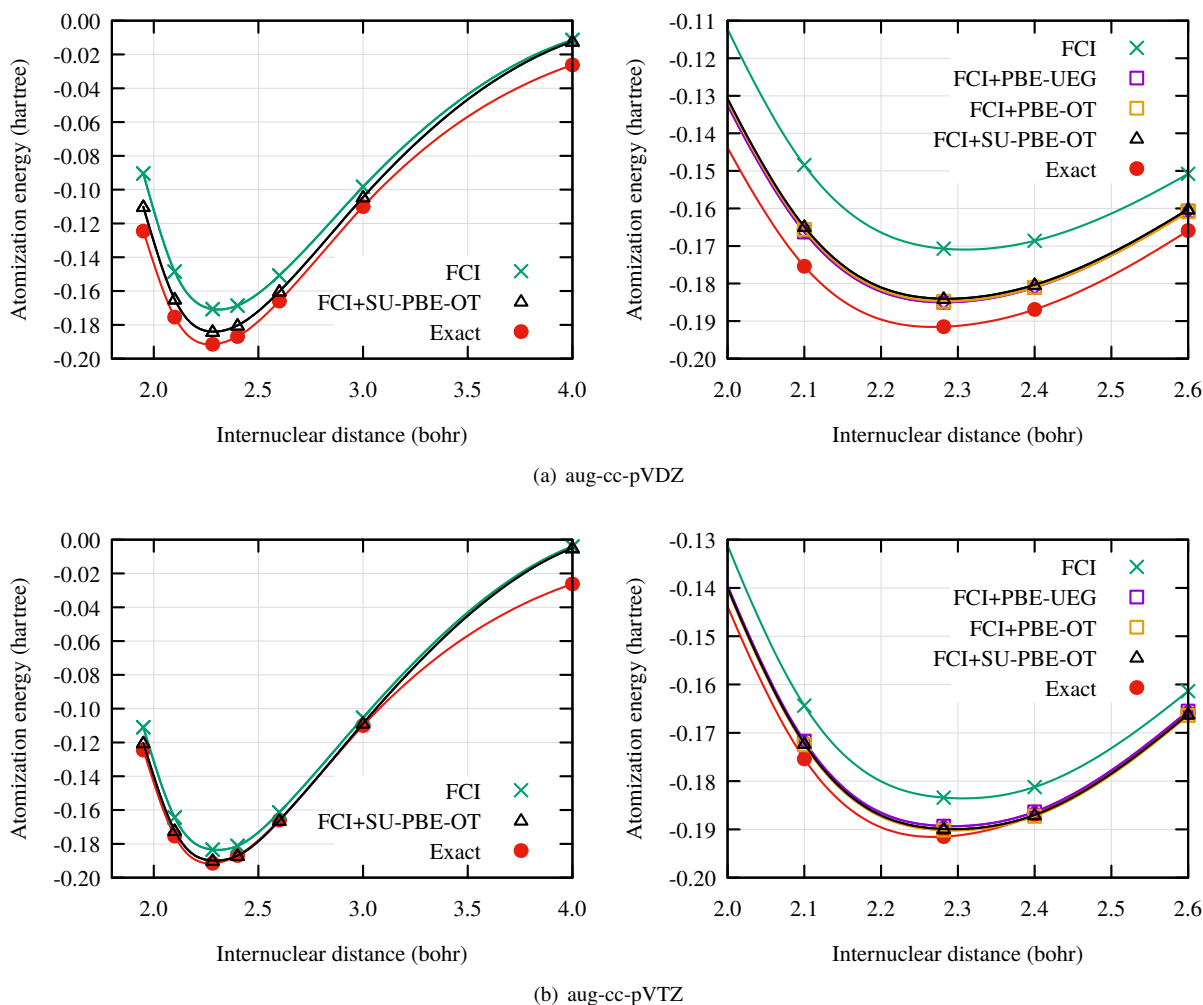 0.00
-0.02
-0.04
-0.06
-0.08
-0.10
-0.12
-0.14
-0.16
-0.18
-0.20
2.0 2.5 3.0 3.5 4.0
Atomization energy (hartree)
Internuclear distance (bohr)
FCI
FCI+SU-PBE-OT
Exact
-0.11
-0.12
-0.13
-0.14
-0.15
-0.16
-0.17
-0.18
-0.19
-0.20
2.0 2.1 2.2 2.3 2.4 2.5 2.6
Atomization energy (hartree)
Internuclear distance (bohr)
FCI
FCI+PBE-UEG
FCI+PBE-OT
FCI+SU-PBE-OT
Exact
(a) aug-cc-pVDZ
0.00
-0.02
-0.04
-0.06
-0.08
-0.10
-0.12
-0.14
-0.16
-0.18
-0.20
2.0 2.5 3.0 3.5 4.0
Atomization energy (hartree)
Internuclear distance (bohr)
FCI
FCI+SU-PBE-OT
Exact
-0.13
-0.14
-0.15
-0.16
-0.17
-0.18
-0.19
-0.20
2.0 2.1 2.2 2.3 2.4 2.5 2.6
Atomization energy (hartree)
Internuclear distance (bohr)
FCI
FCI+PBE-UEG
FCI+PBE-OT
FCI+SU-PBE-OT
Exact
(b) aug-cc-pVTZ